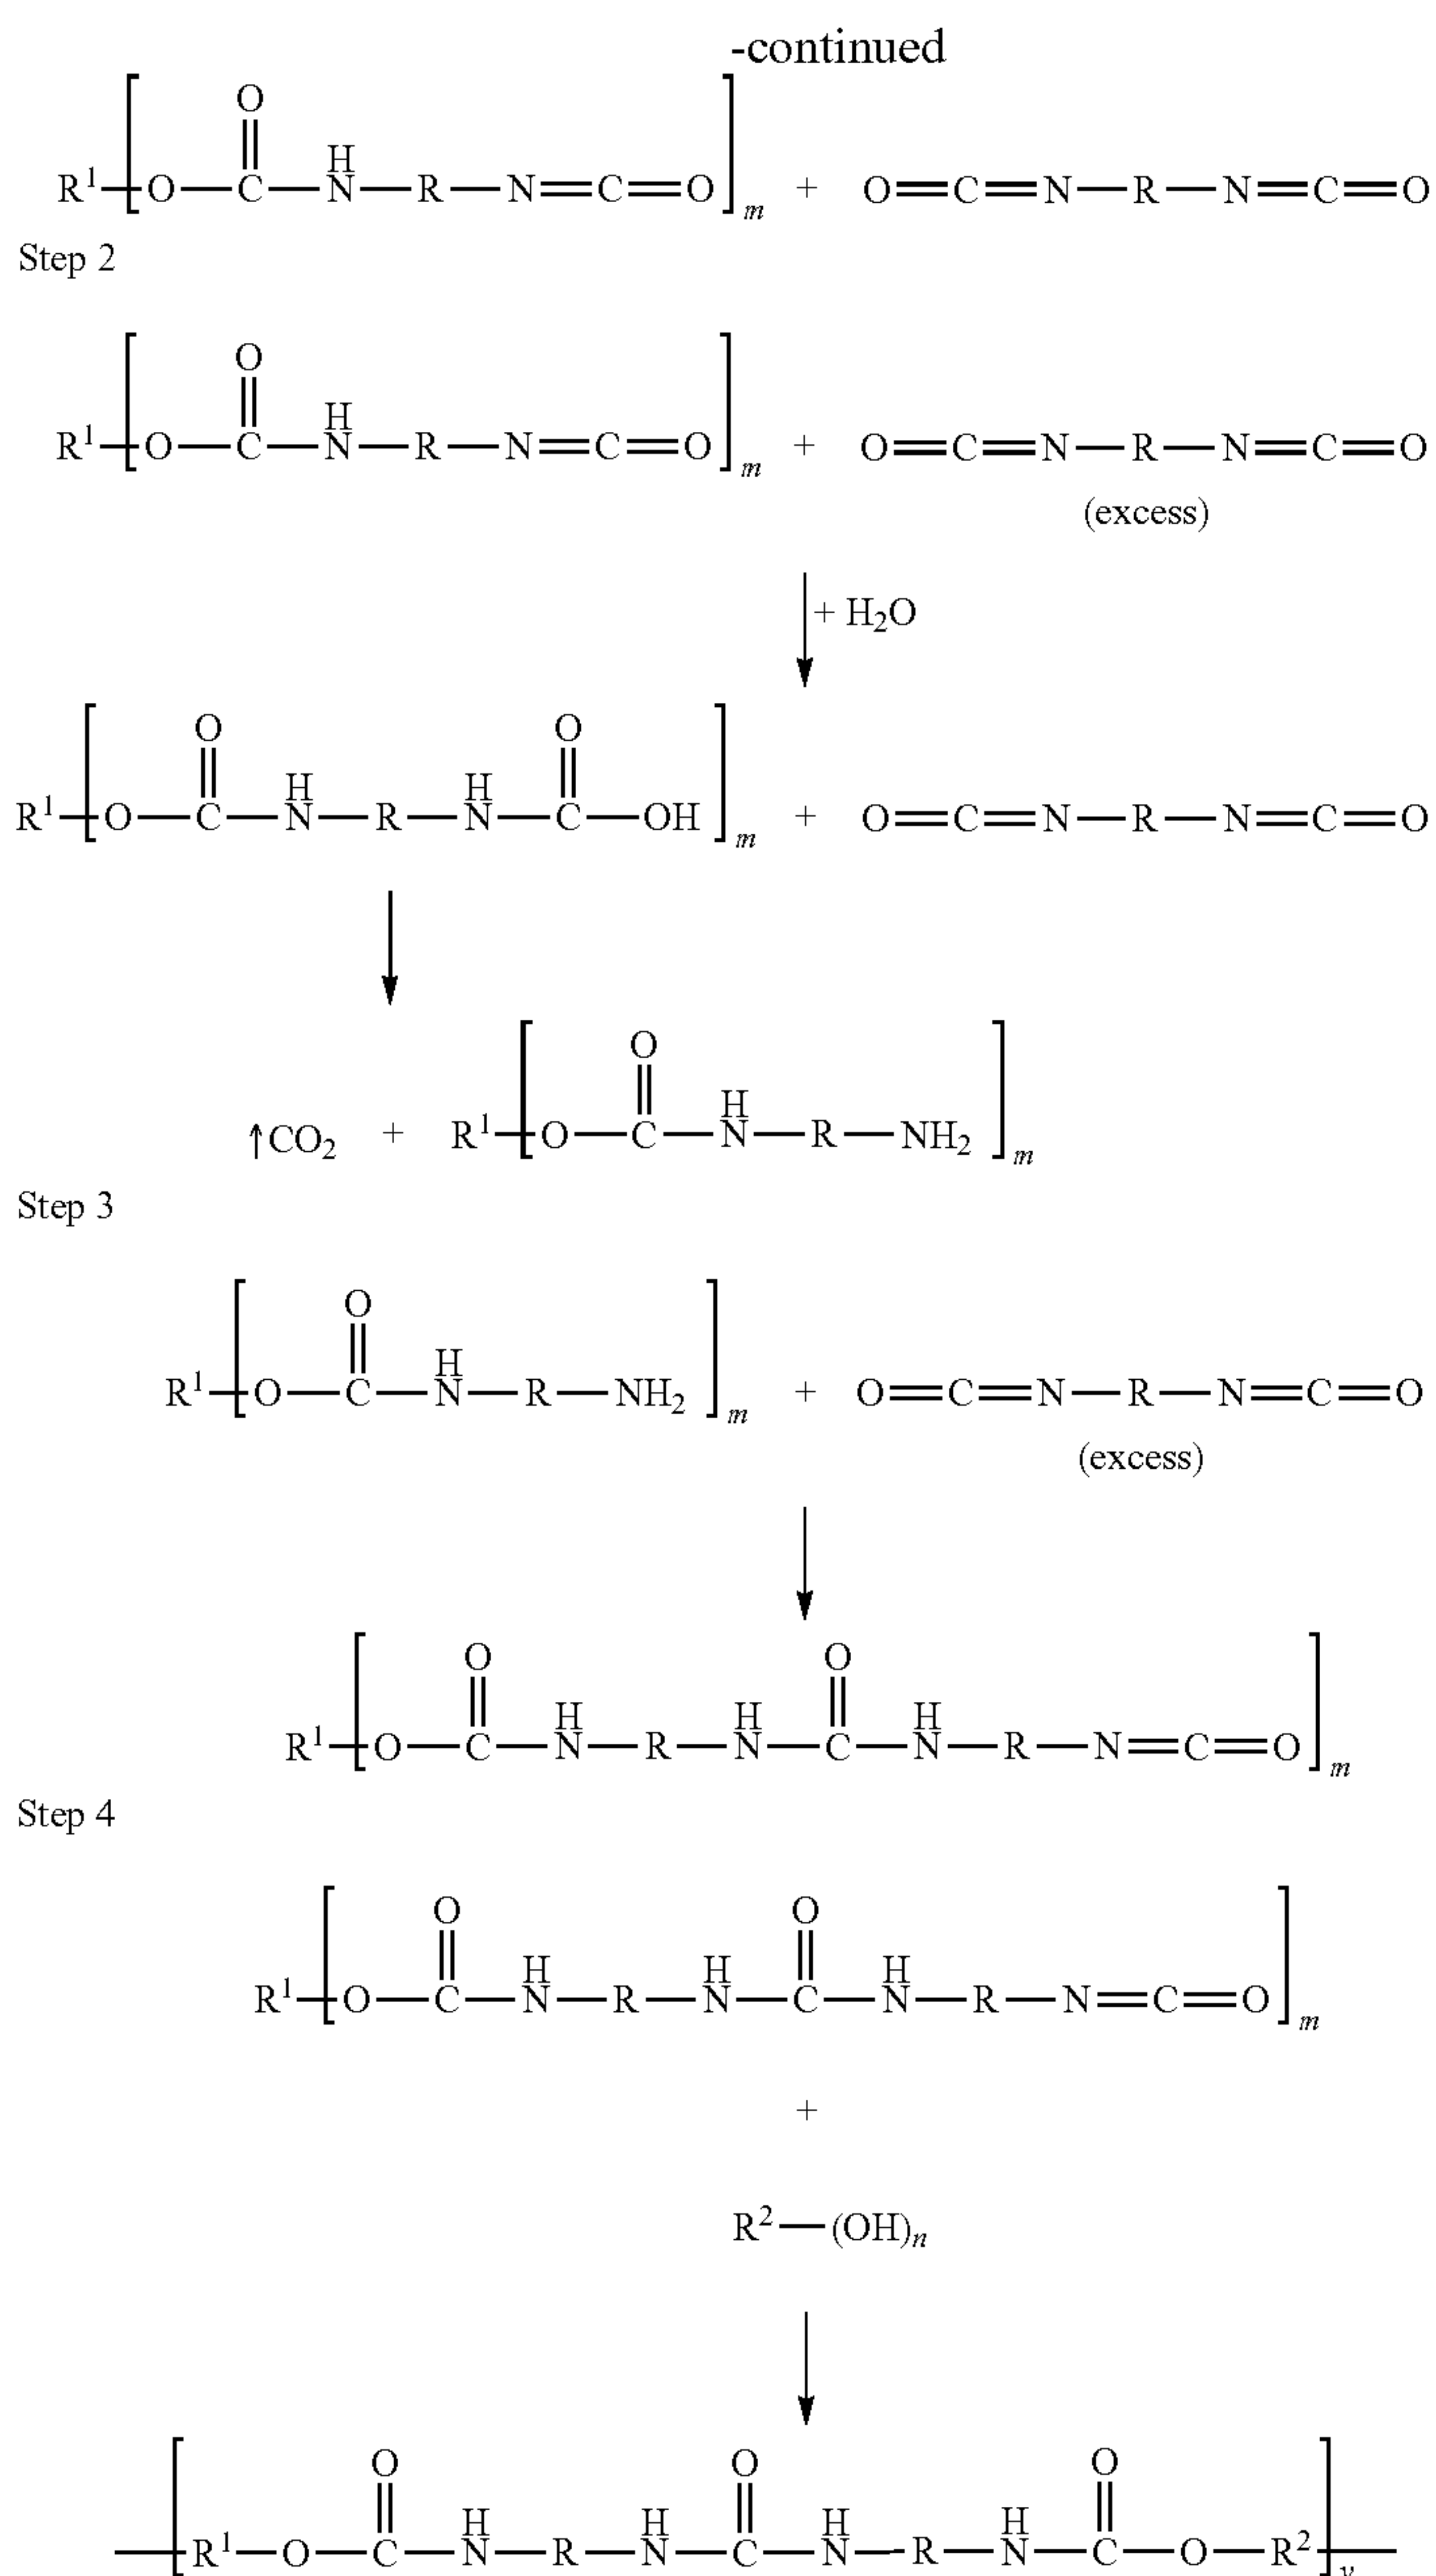 -continued
O O=C=N—R—N=C=O
R¹—[O—C(=O)—NH—R—N=C=O]m + O=C=N—R—N=C=O
Step 2
R¹—[O—C(=O)—NH—R—N=C=O]m + O=C=N—R—N=C=O
(excess)
+ H₂O
R¹—[O—C(=O)—NH—R—NH—C(=O)—OH]m + O=C=N—R—N=C=O
↑CO₂ + R¹—[O—C(=O)—NH—R—NH₂]m
Step 3
R¹—[O—C(=O)—NH—R—NH₂]m + O=C=N—R—N=C=O
(excess)
R¹—[O—C(=O)—NH—R—NH—C(=O)—NH—R—N=C=O]m
Step 4
R¹—[O—C(=O)—NH—R—NH—C(=O)—NH—R—N=C=O]m
+
R²—(OH)n
—[R¹—O—C(=O)—NH—R—NH—C(=O)—NH—R—NH—C(=O)—O—R²]—